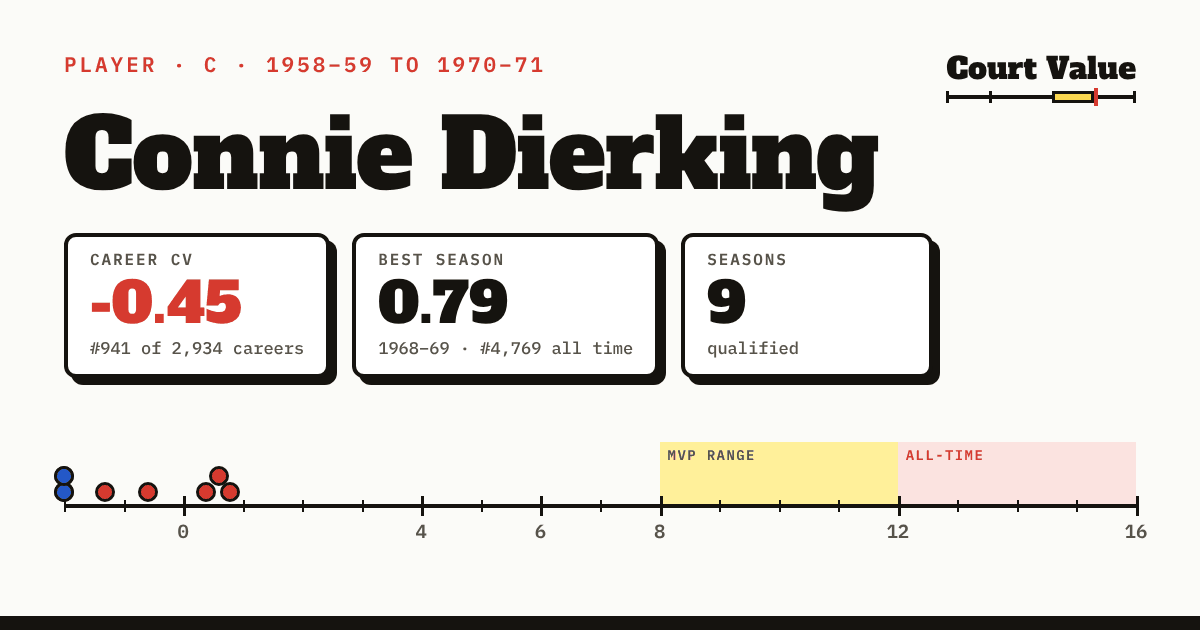 PLAYER · C · 1958–59 TO 1970–71
Court Value
Connie Dierking
CAREER CV
-0.45
#941 of 2,934 careers
BEST SEASON
0.79
1968–69 · #4,769 all time
SEASONS
9
qualified
MVP RANGE
ALL-TIME
0
4
6
8
12
16